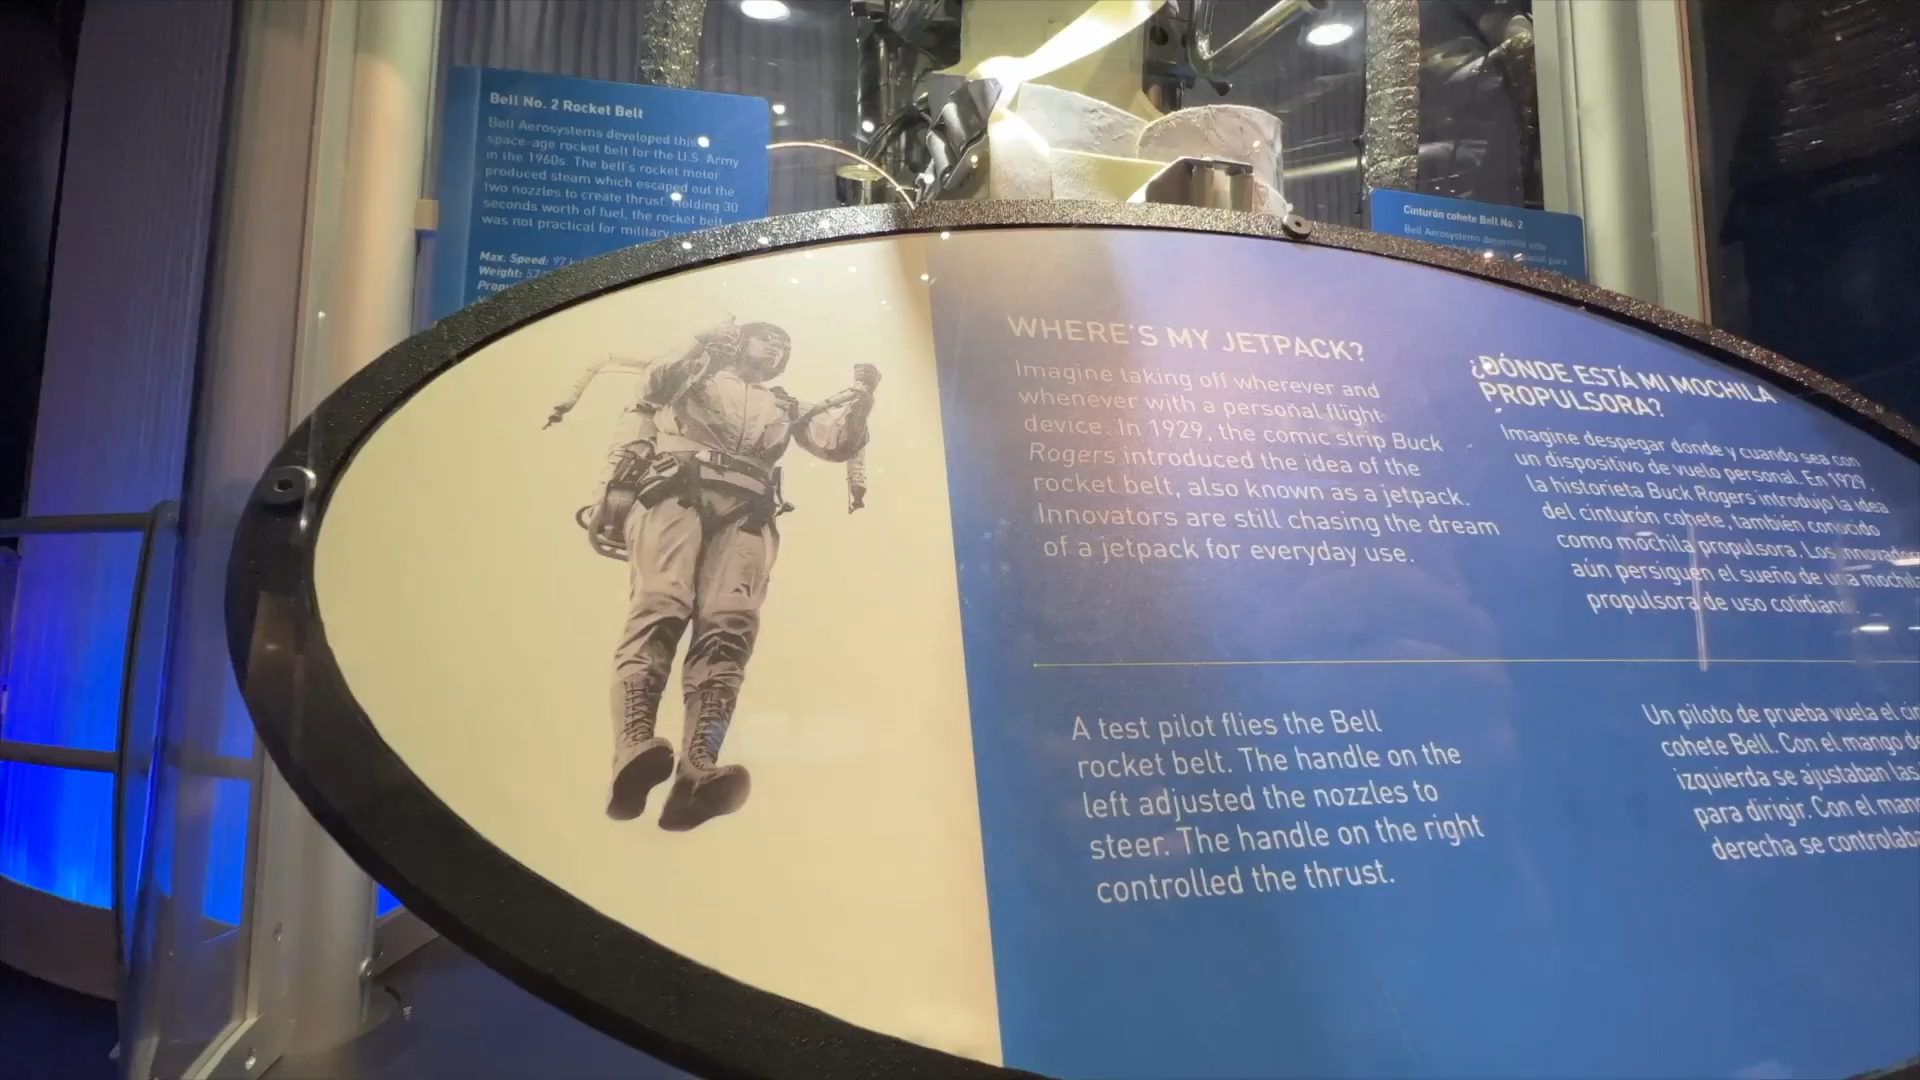 Bell No. 2 Rocket Belt
Bell Aerosystems developed this
space-age rocket belt for the U.S. Army
in the 1960s. The belt's rocket motor
produced steam which escaped out the
two nozzles to create thrust. Holding 30
seconds worth of fuel, the rocket belt
was not practical for military
Max. Speed: 97
Weight: 57
Cinturón cohete Bell No. 2
Bell Aerosystems
WHERE'S MY JETPACK?
Imagine taking off wherever and
whenever with a personal flight
device. In 1929, the comic strip Buck
Rogers introduced the idea of the
rocket belt, also known as a jetpack.
Innovators are still chasing the dream
of a jetpack for everyday use.
¿DÓNDE ESTÁ MI MOCHILA
PROPULSORA?
Imagine despegar donde y cuando sea con
un dispositivo de vuelo personal. En 1929,
la historieta Buck Rogers introdujo la idea
del cinturón cohete, también conocido
como mochila propulsora. Los innovadores
aún persiguen el sueño de una mochila
propulsora de uso cotidiano.
A test pilot flies the Bell
rocket belt. The handle on the
left adjusted the nozzles to
steer. The handle on the right
controlled the thrust.
Un piloto de prueba vuela el
cohete Bell. Con el mango
izquierda se ajustaban las
para dirigir. Con el
derecha se